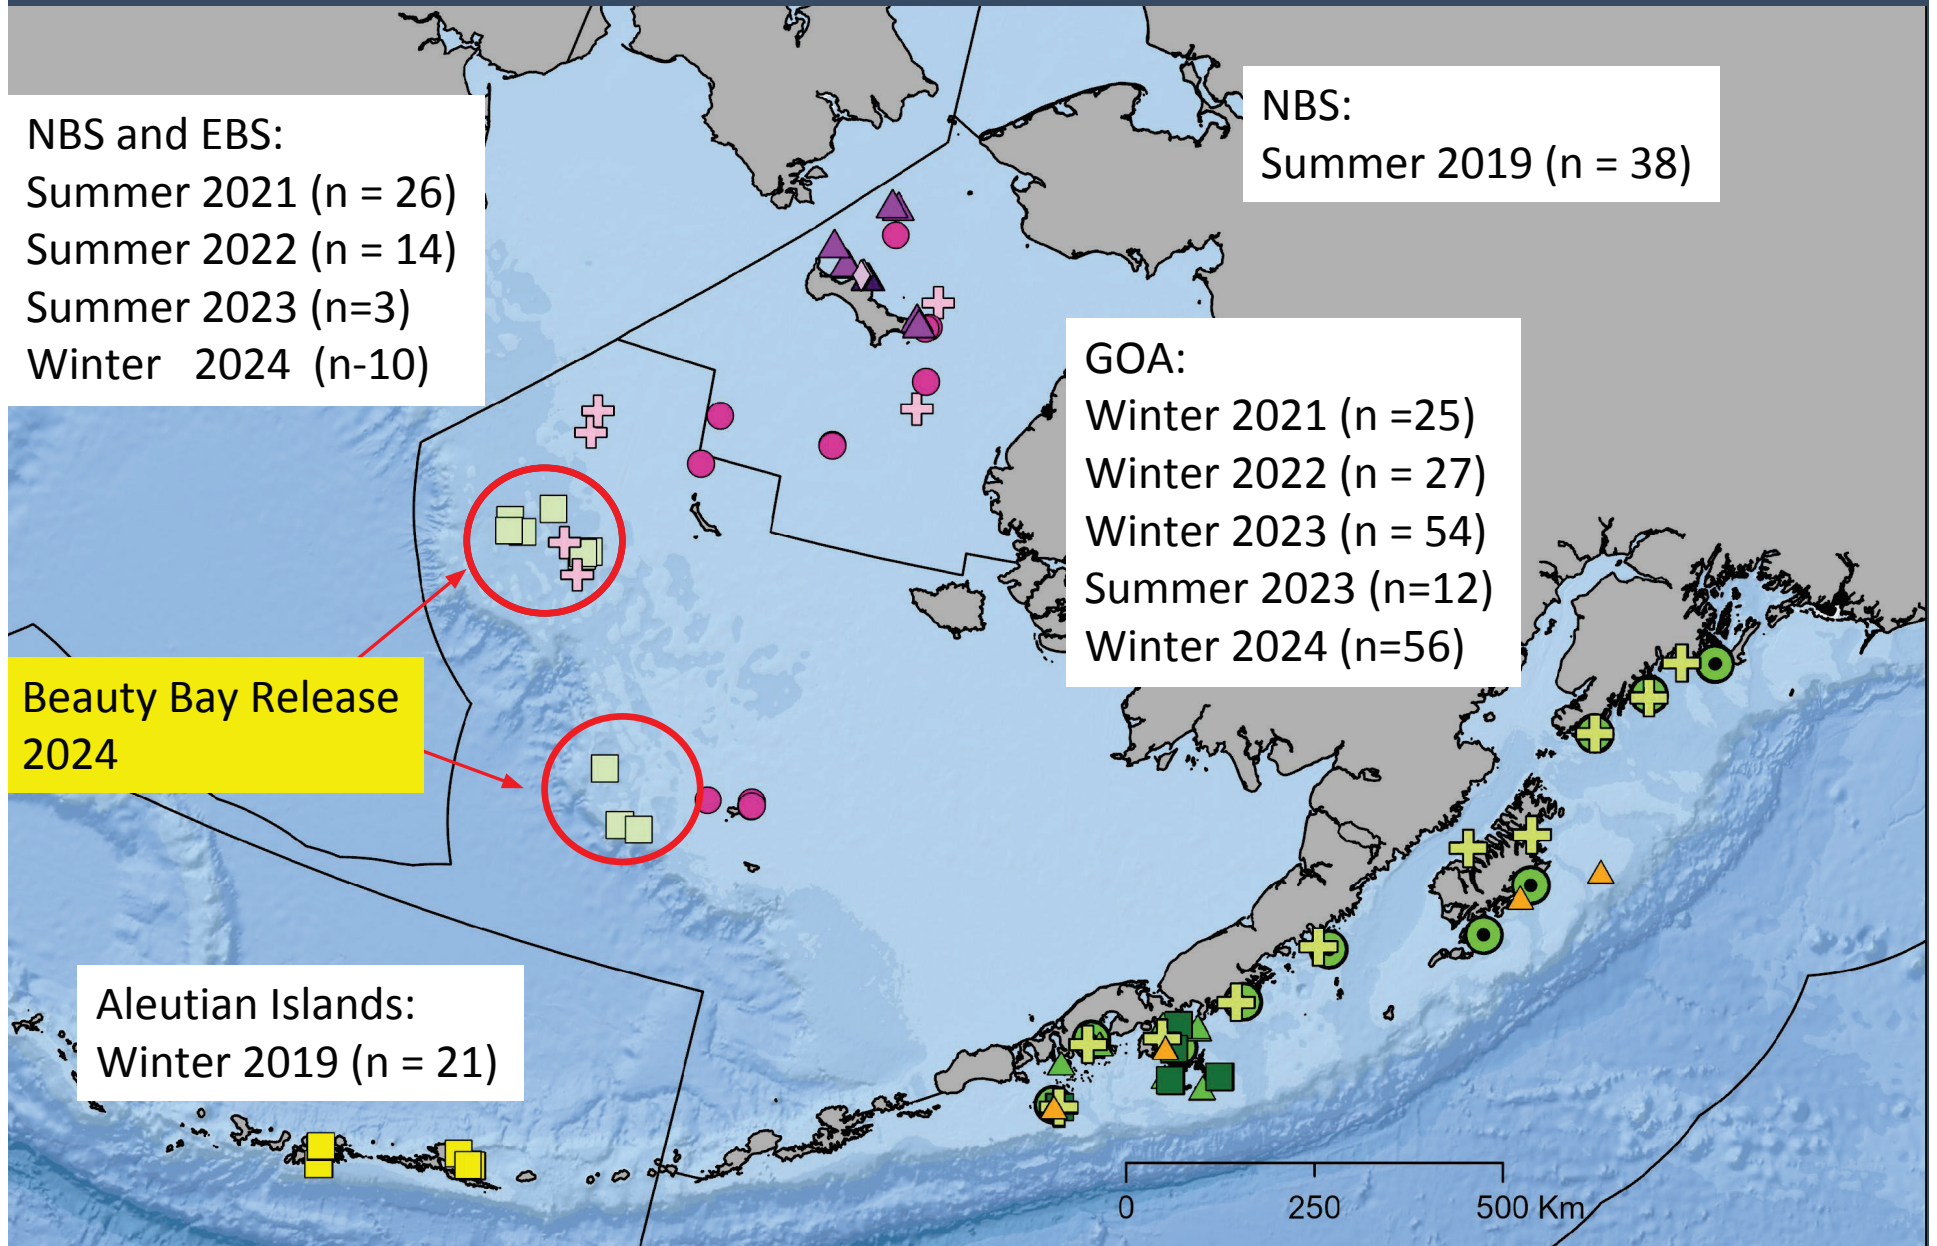 NBS and EBS:
Summer 2021 (n = 26)
Summer 2022 (n = 14)
Summer 2023 (n=3)
Winter 2024 (n-10)
NBS:
Summer 2019 (n = 38)
GOA:
Winter 2021 (n =25)
Winter 2022 (n = 27)
Winter 2023 (n = 54)
Summer 2023 (n=12)
Winter 2024 (n=56)
Beauty Bay Release
2024
Aleutian Islands:
Winter 2019 (n = 21)
0 250 500 Km